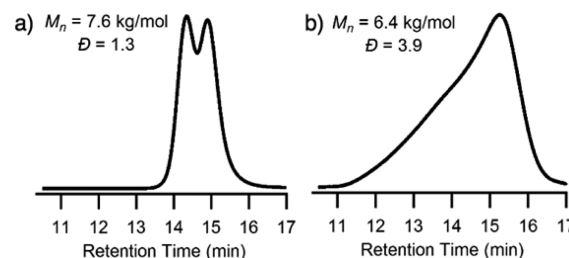 a) Mn = 7.6 kg/mol
Đ = 1.3
11 12 13 14 15 16 17
Retention Time (min)
b) Mn = 6.4 kg/mol
Đ = 3.9
11 12 13 14 15 16 17
Retention Time (min)